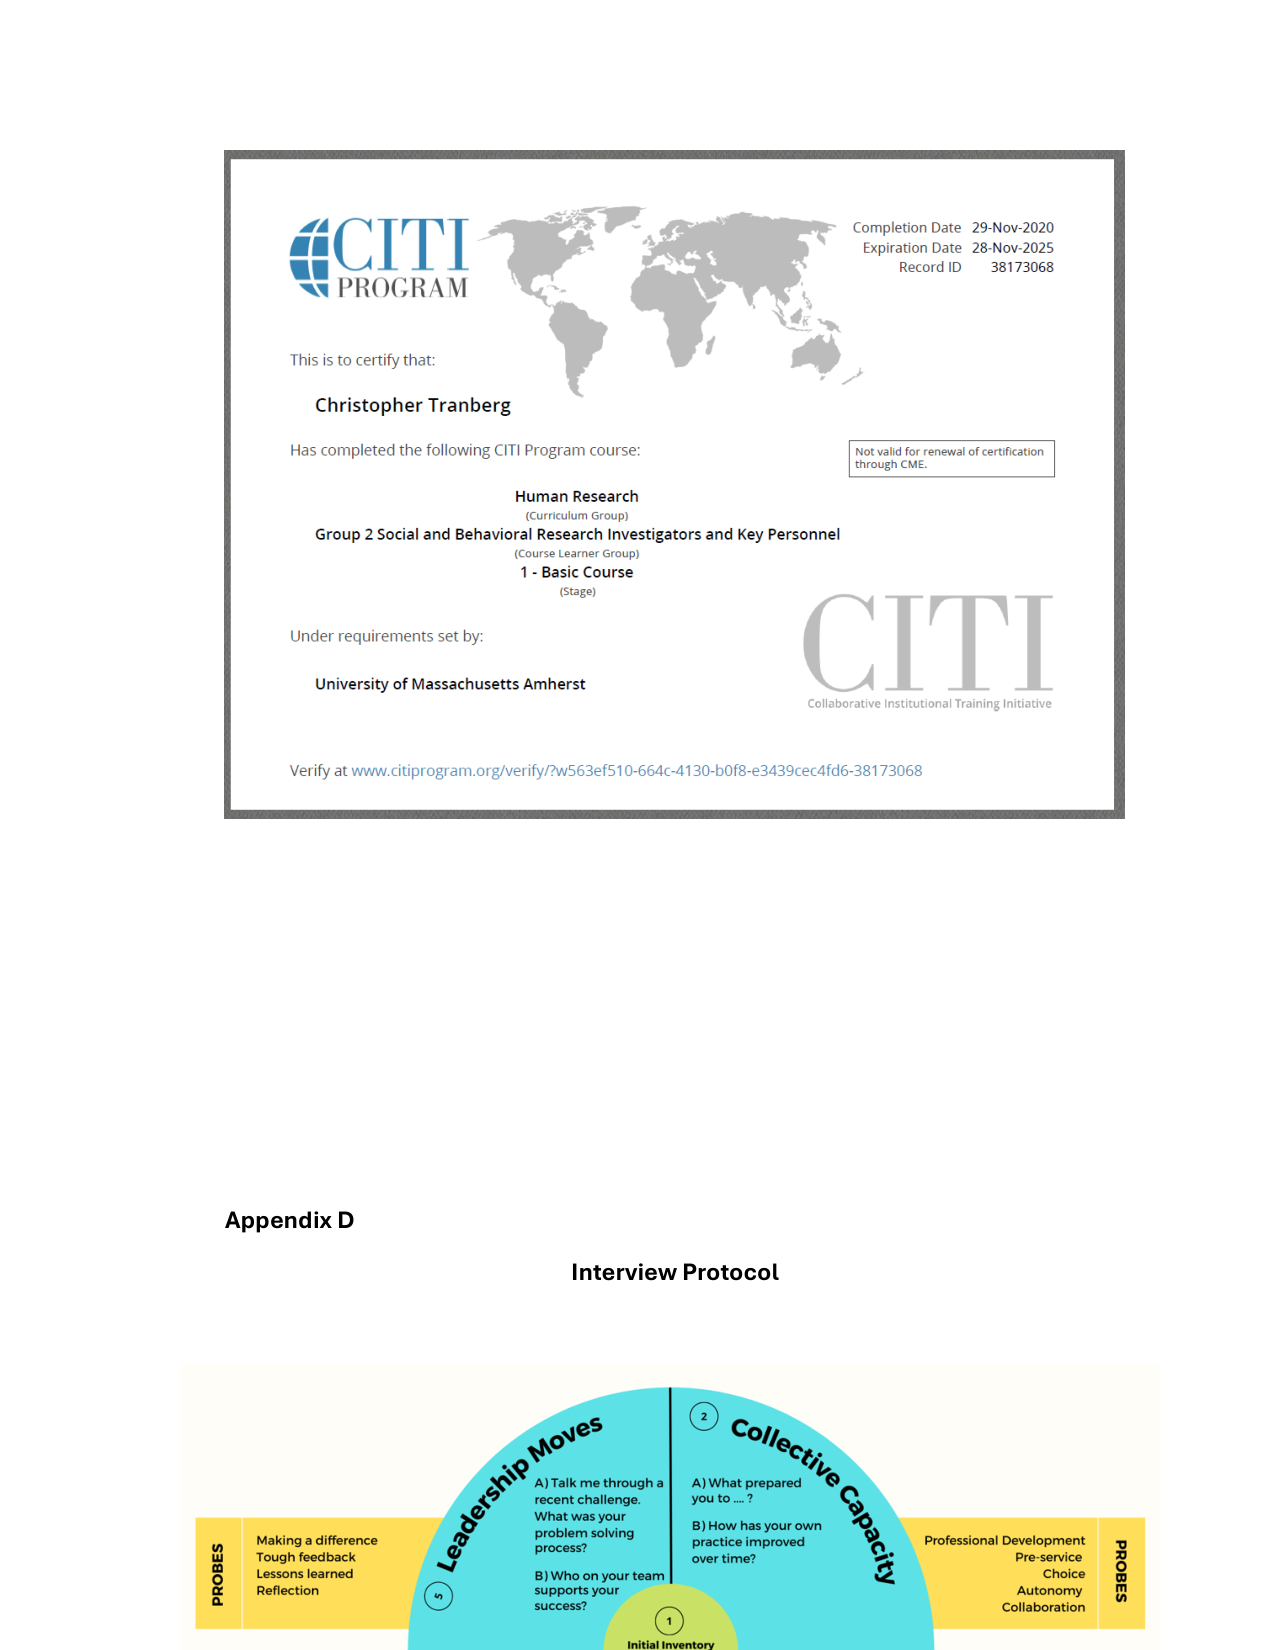 CITI
PROGRAM
Completion Date 29-Nov-2020
Expiration Date 28-Nov-2025
Record ID 38173068
This is to certify that:
Christopher Tranberg
Has completed the following CITI Program course:
Not valid for renewal of certification
through CME.
Human Research
(Curriculum Group)
Group 2 Social and Behavioral Research Investigators and Key Personnel
(Course Learner Group)
1 - Basic Course
(Stage)
Under requirements set by:
University of Massachusetts Amherst
CITI
Collaborative Institutional Training Initiative
Verify at www.citiprogram.org/verify/?w563ef510-664c-4130-b0f8-e3439cec4fd6-38173068
Appendix D
Interview Protocol
PROBES
Making a difference
Tough feedback
Lessons learned
Reflection
5
Leadership Moves
A) Talk me through a
recent challenge.
What was your
problem solving
process?
B) Who on your team
supports your
success?
2
Collective Capacity
A) What prepared
you to .... ?
B) How has your own
practice improved
over time?
1
Initial Inventory
Professional Development
Pre-service
Choice
Autonomy
Collaboration
PROBES